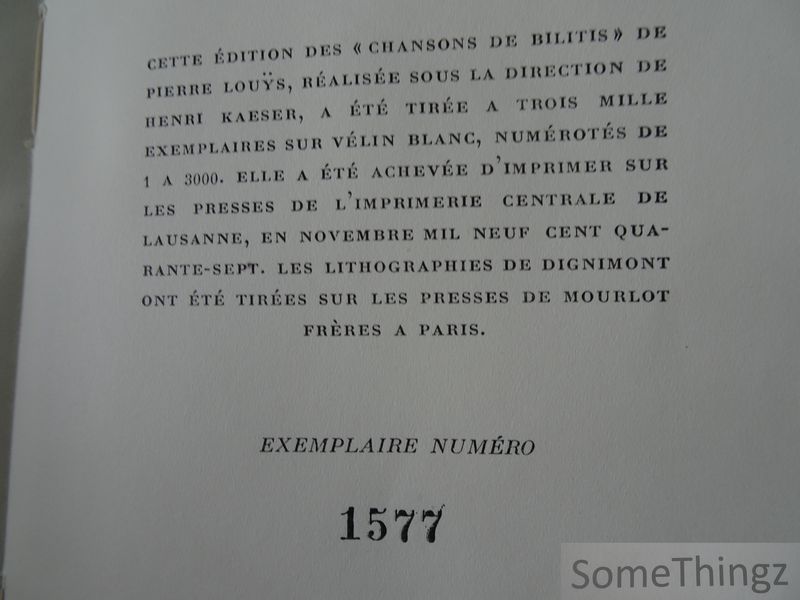 CETTE ÉDITION DES « CHANSONS DE BILITIS » DE
PIERRE LOUŸS, RÉALISÉE SOUS LA DIRECTION DE
HENRI KAESER, A ÉTÉ TIRÉE A TROIS MILLE
EXEMPLAIRES SUR VÉLIN BLANC, NUMÉROTÉS DE
1 A 3000. ELLE A ÉTÉ ACHEVÉE D'IMPRIMER SUR
LES PRESSES DE L'IMPRIMERIE CENTRALE DE
LAUSANNE, EN NOVEMBRE MIL NEUF CENT QUA-
RANTE-SEPT. LES LITHOGRAPHIES DE DIGNIMONT
ONT ÉTÉ TIRÉES SUR LES PRESSES DE MOURLOT
FRÈRES A PARIS.
EXEMPLAIRE NUMÉRO
1577
SomeThingz